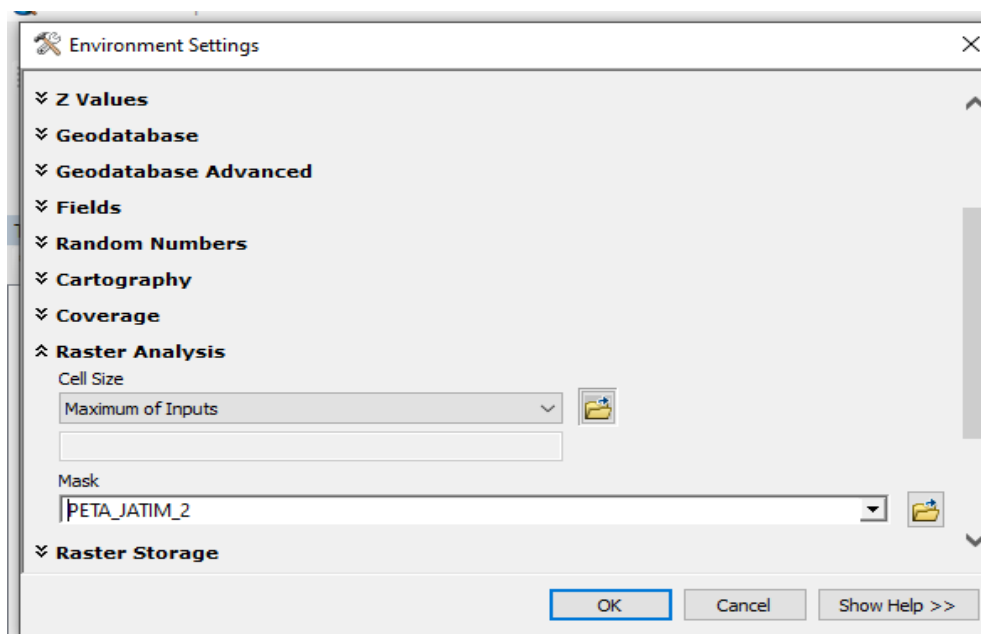 Environment Settings
Z Values
Geodatabase
Geodatabase Advanced
Fields
Random Numbers
Cartography
Coverage
Raster Analysis
Cell Size
Maximum of Inputs
Mask
PETA_JATIM_2
Raster Storage
OK Cancel Show Help >>